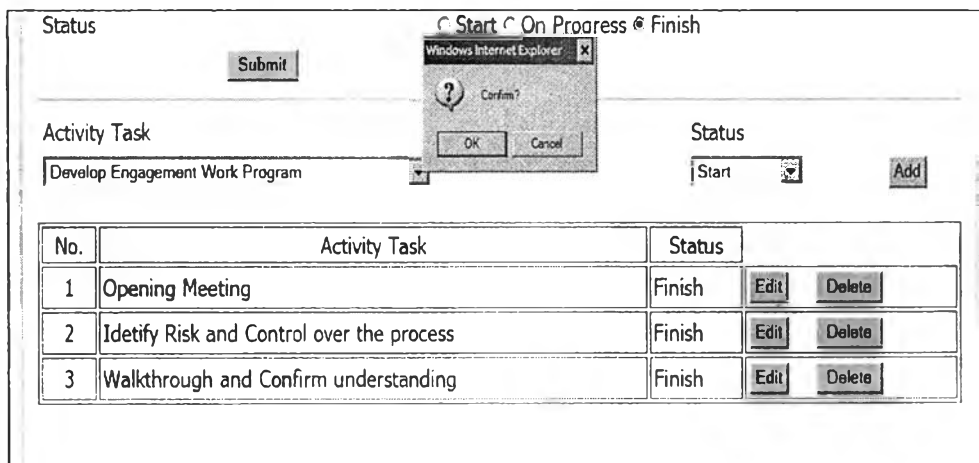 Status Start On Progress Finish
Windows Internet Explorer X
Submit
? Confirm?
OK Cancel
Activity Task Status
Develop Engagement Work Program Start Add
No. Activity Task Status
1 Opening Meeting Finish Edit Delete
2 Idetify Risk and Control over the process Finish Edit Delete
3 Walkthrough and Confirm understanding Finish Edit Delete